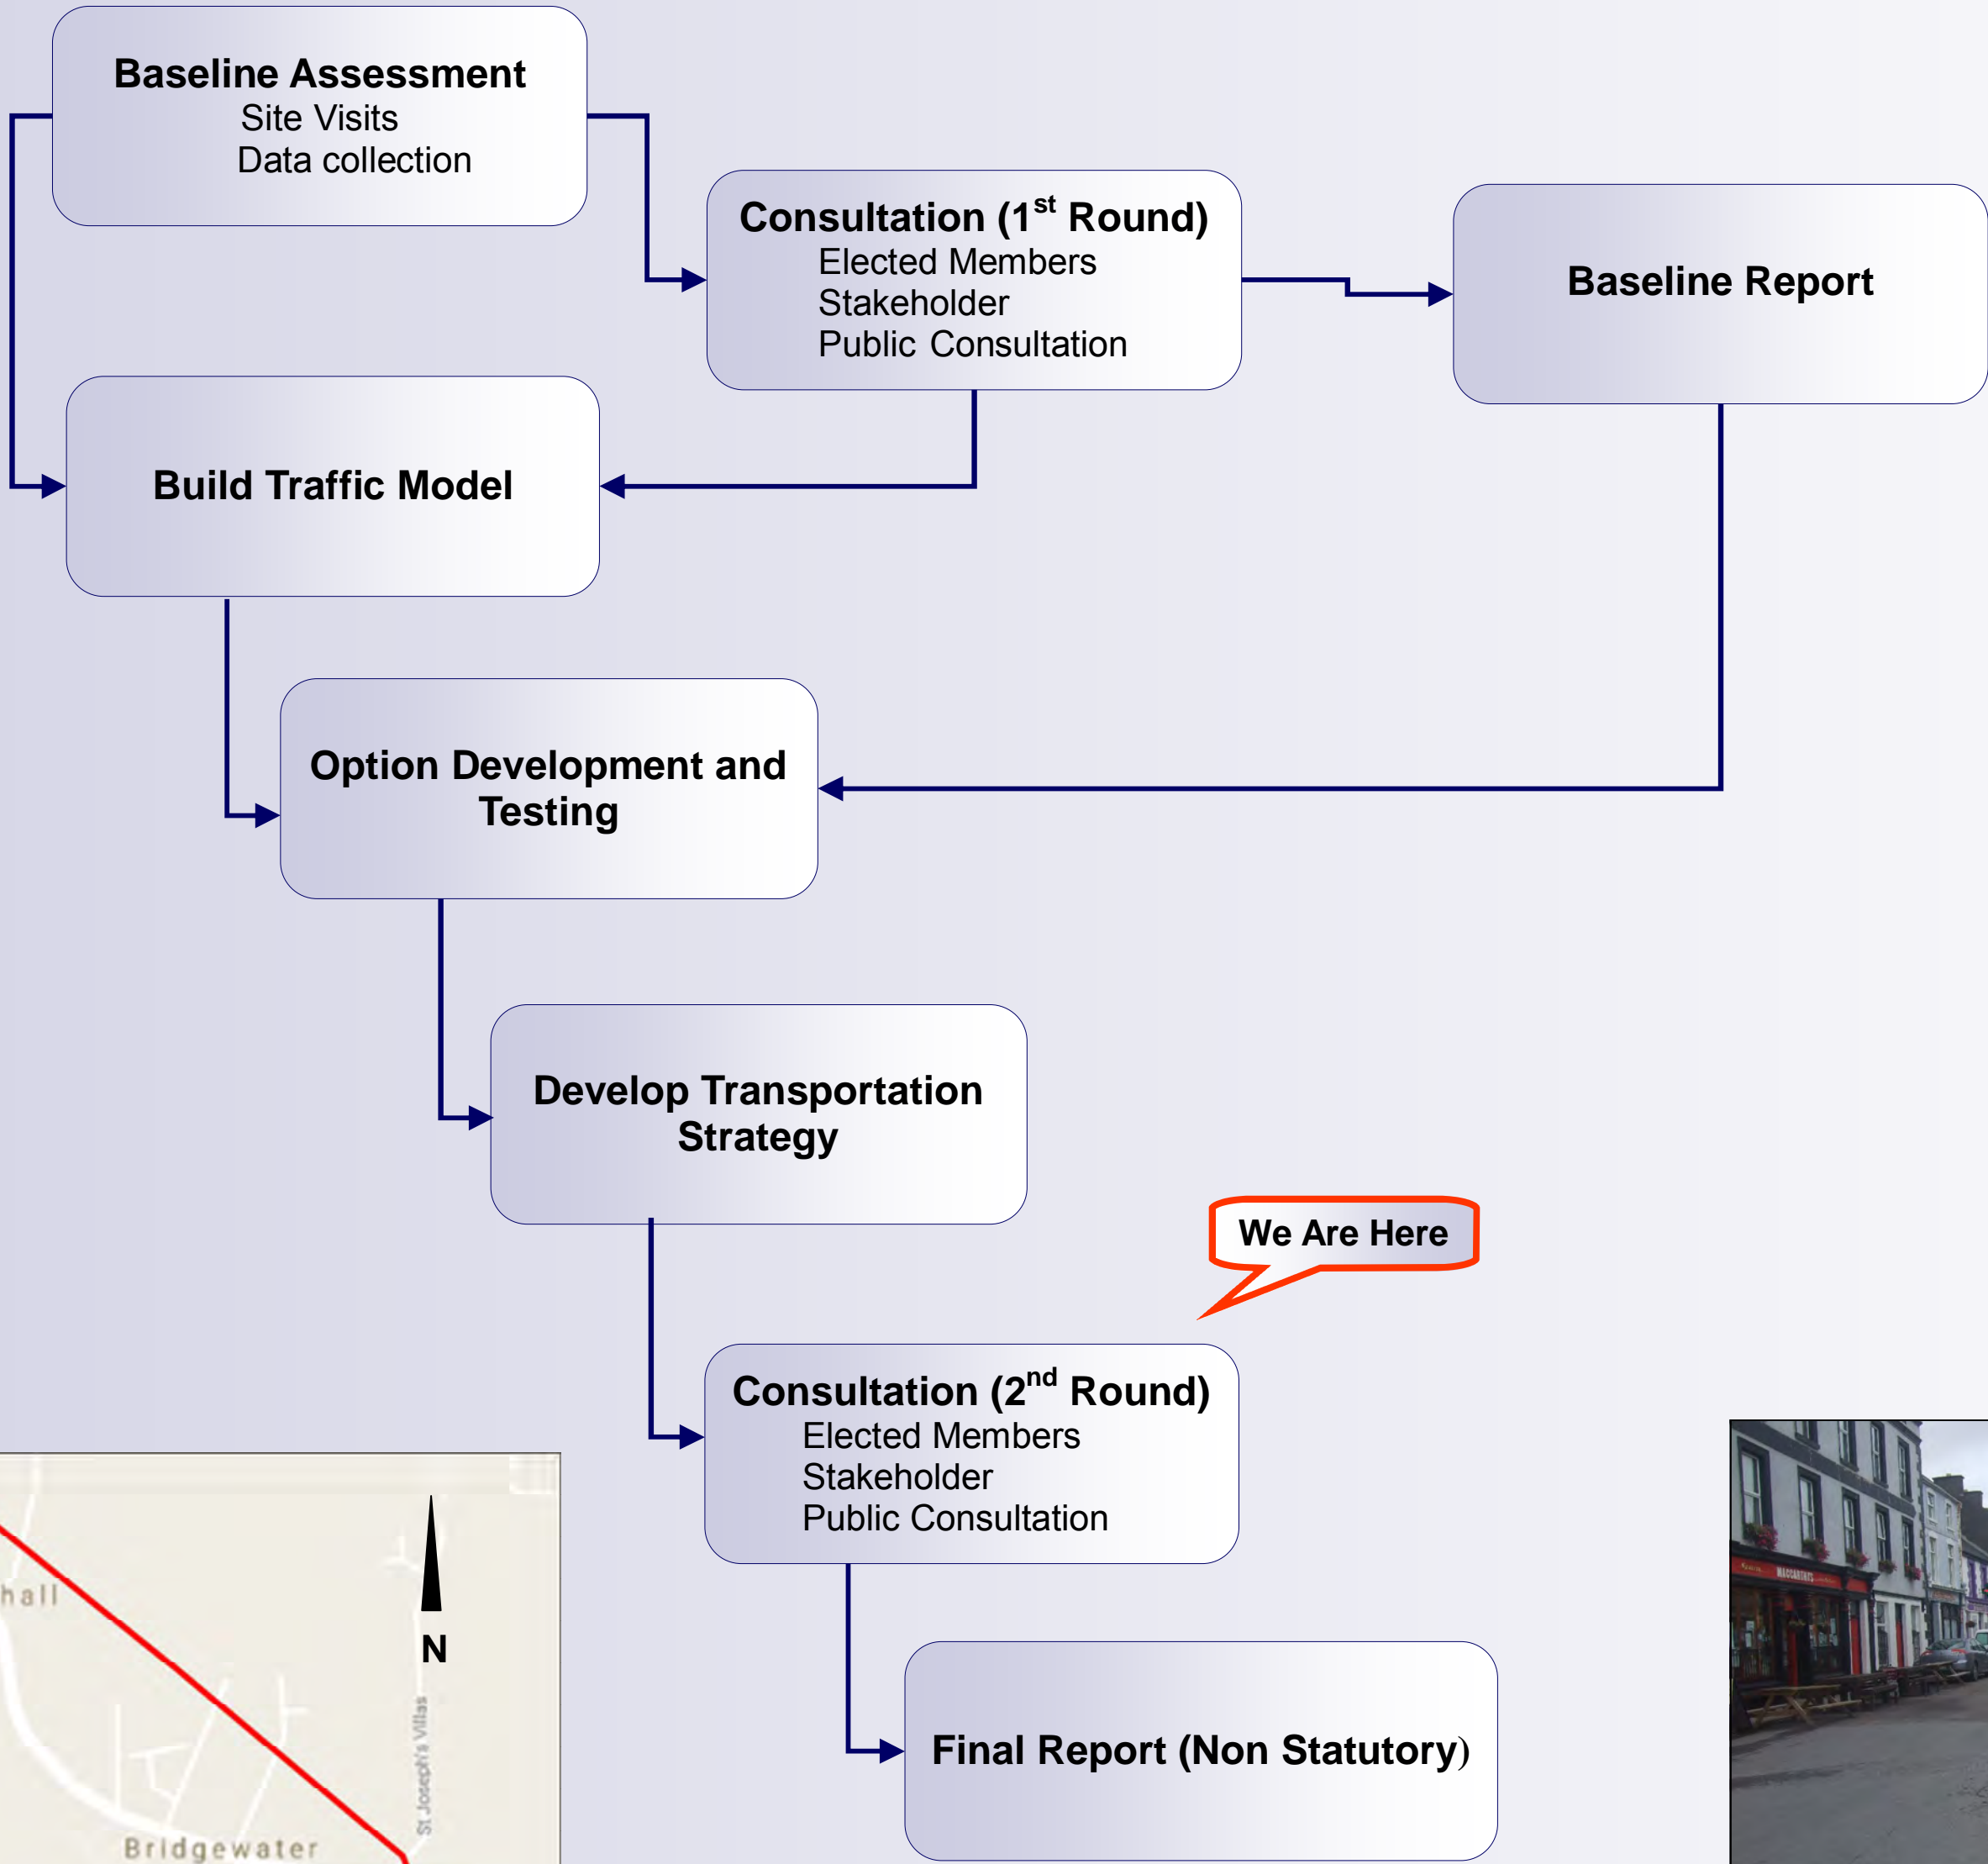 Baseline Assessment
Site Visits
Data collection
Consultation (1st Round)
Elected Members
Stakeholder
Public Consultation
Baseline Report
Build Traffic Model
Option Development and
Testing
Develop Transportation
Strategy
We Are Here
Consultation (2nd Round)
Elected Members
Stakeholder
Public Consultation
Final Report (Non Statutory)
hall
N
St Joseph's Villas
Bridgewater